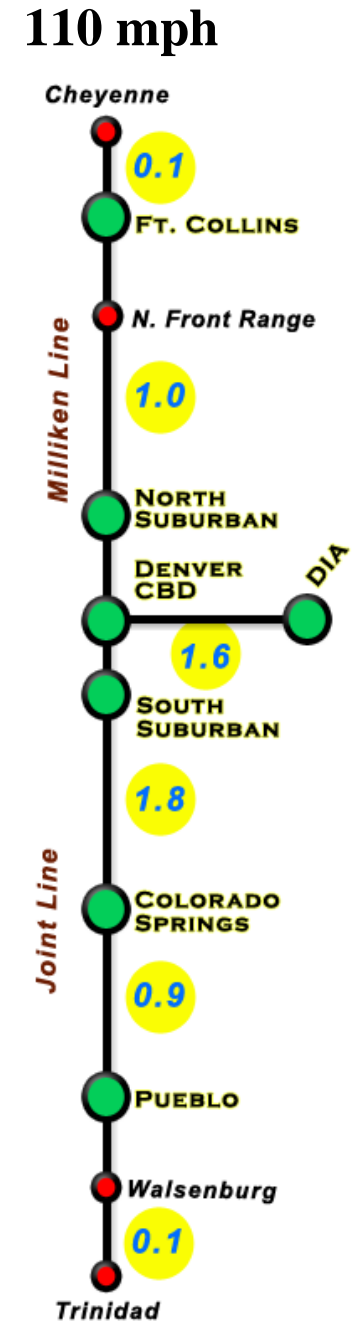 110 mph
Cheyenne
0.1
FT. COLLINS
N. Front Range
Milliken Line
1.0
NORTH
SUBURBAN
DENVER
CBD
DIA
1.6
SOUTH
SUBURBAN
1.8
Joint Line
COLORADO
SPRINGS
0.9
PUEBLO
Walsenburg
0.1
Trinidad